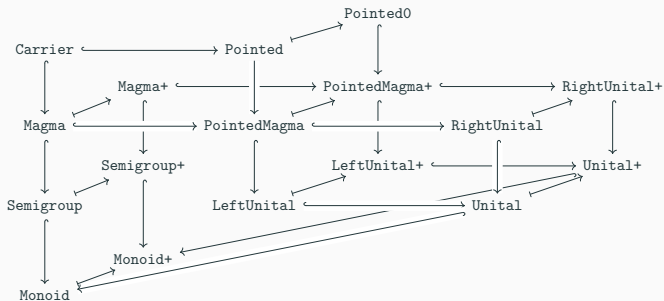 Pointed0
Carrier Pointed
Magma+ PointedMagma+ RightUnital+
Magma PointedMagma RightUnital
Semigroup+ LeftUnital+ Unital+
Semigroup LeftUnital Unital
Monoid+
Monoid